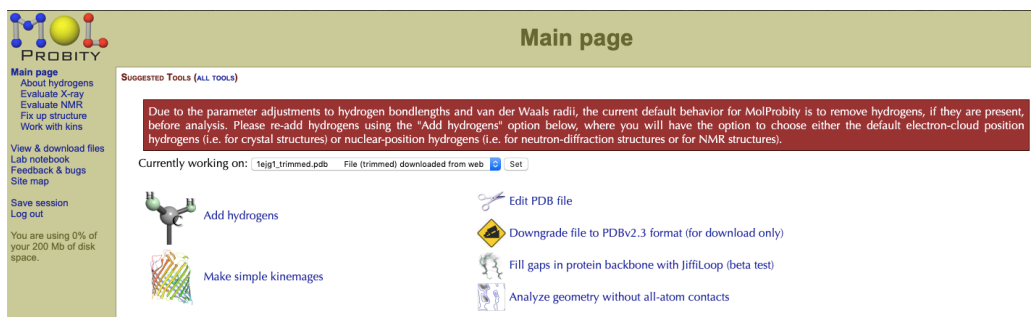 MOL
PROBITY
Main page
Main page
About hydrogens
Evaluate X-ray
Evaluate NMR
Fix up structure
Work with kins
View & download files
Lab notebook
Feedback & bugs
Site map
Save session
Log out
You are using 0% of
your 200 Mb of disk
space.
SUGGESTED TOOLS (ALL TOOLS)
Due to the parameter adjustments to hydrogen bondlengths and van der Waals radii, the current default behavior for MolProbity is to remove hydrogens, if they are present,
before analysis. Please re-add hydrogens using the "Add hydrogens" option below, where you will have the option to choose either the default electron-cloud position
hydrogens (i.e. for crystal structures) or nuclear-position hydrogens (i.e. for neutron-diffraction structures or for NMR structures).
Currently working on: 1ejg1_trimmed.pdb File (trimmed) downloaded from web Set
H H
C
Add hydrogens
Make simple kinemages
Edit PDB file
Downgrade file to PDBv2.3 format (for download only)
Fill gaps in protein backbone with JiffiLoop (beta test)
Analyze geometry without all-atom contacts